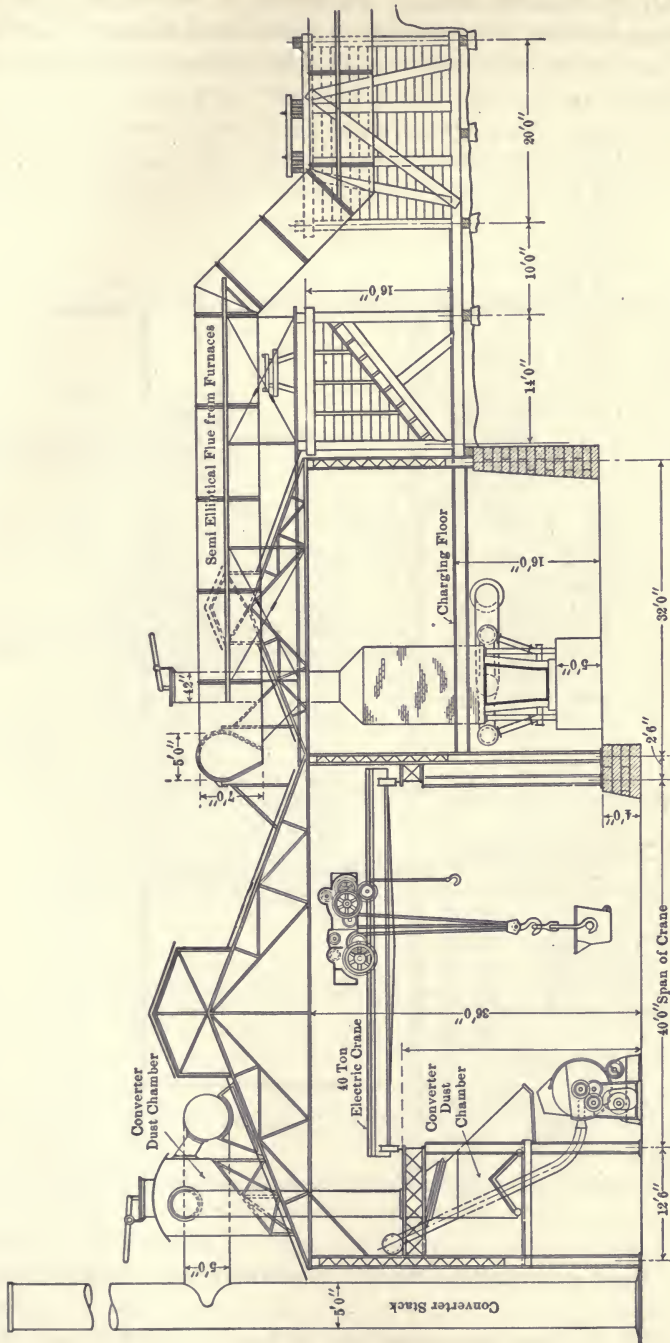 Converter
Dust Chamber
5'0"
5'0"
Converter Stack
40 Ton
Electric Crane
Converter
Dust
Chamber
36'0"
12'6"
40'0" Span of Crane
5'0"
7'0"
42"
Semi Elliptical Flue from Furnaces
Charging Floor
16'0"
5'0"
4'0"
2'6"
32'0"
16'0"
14'0"
10'0"
20'0"